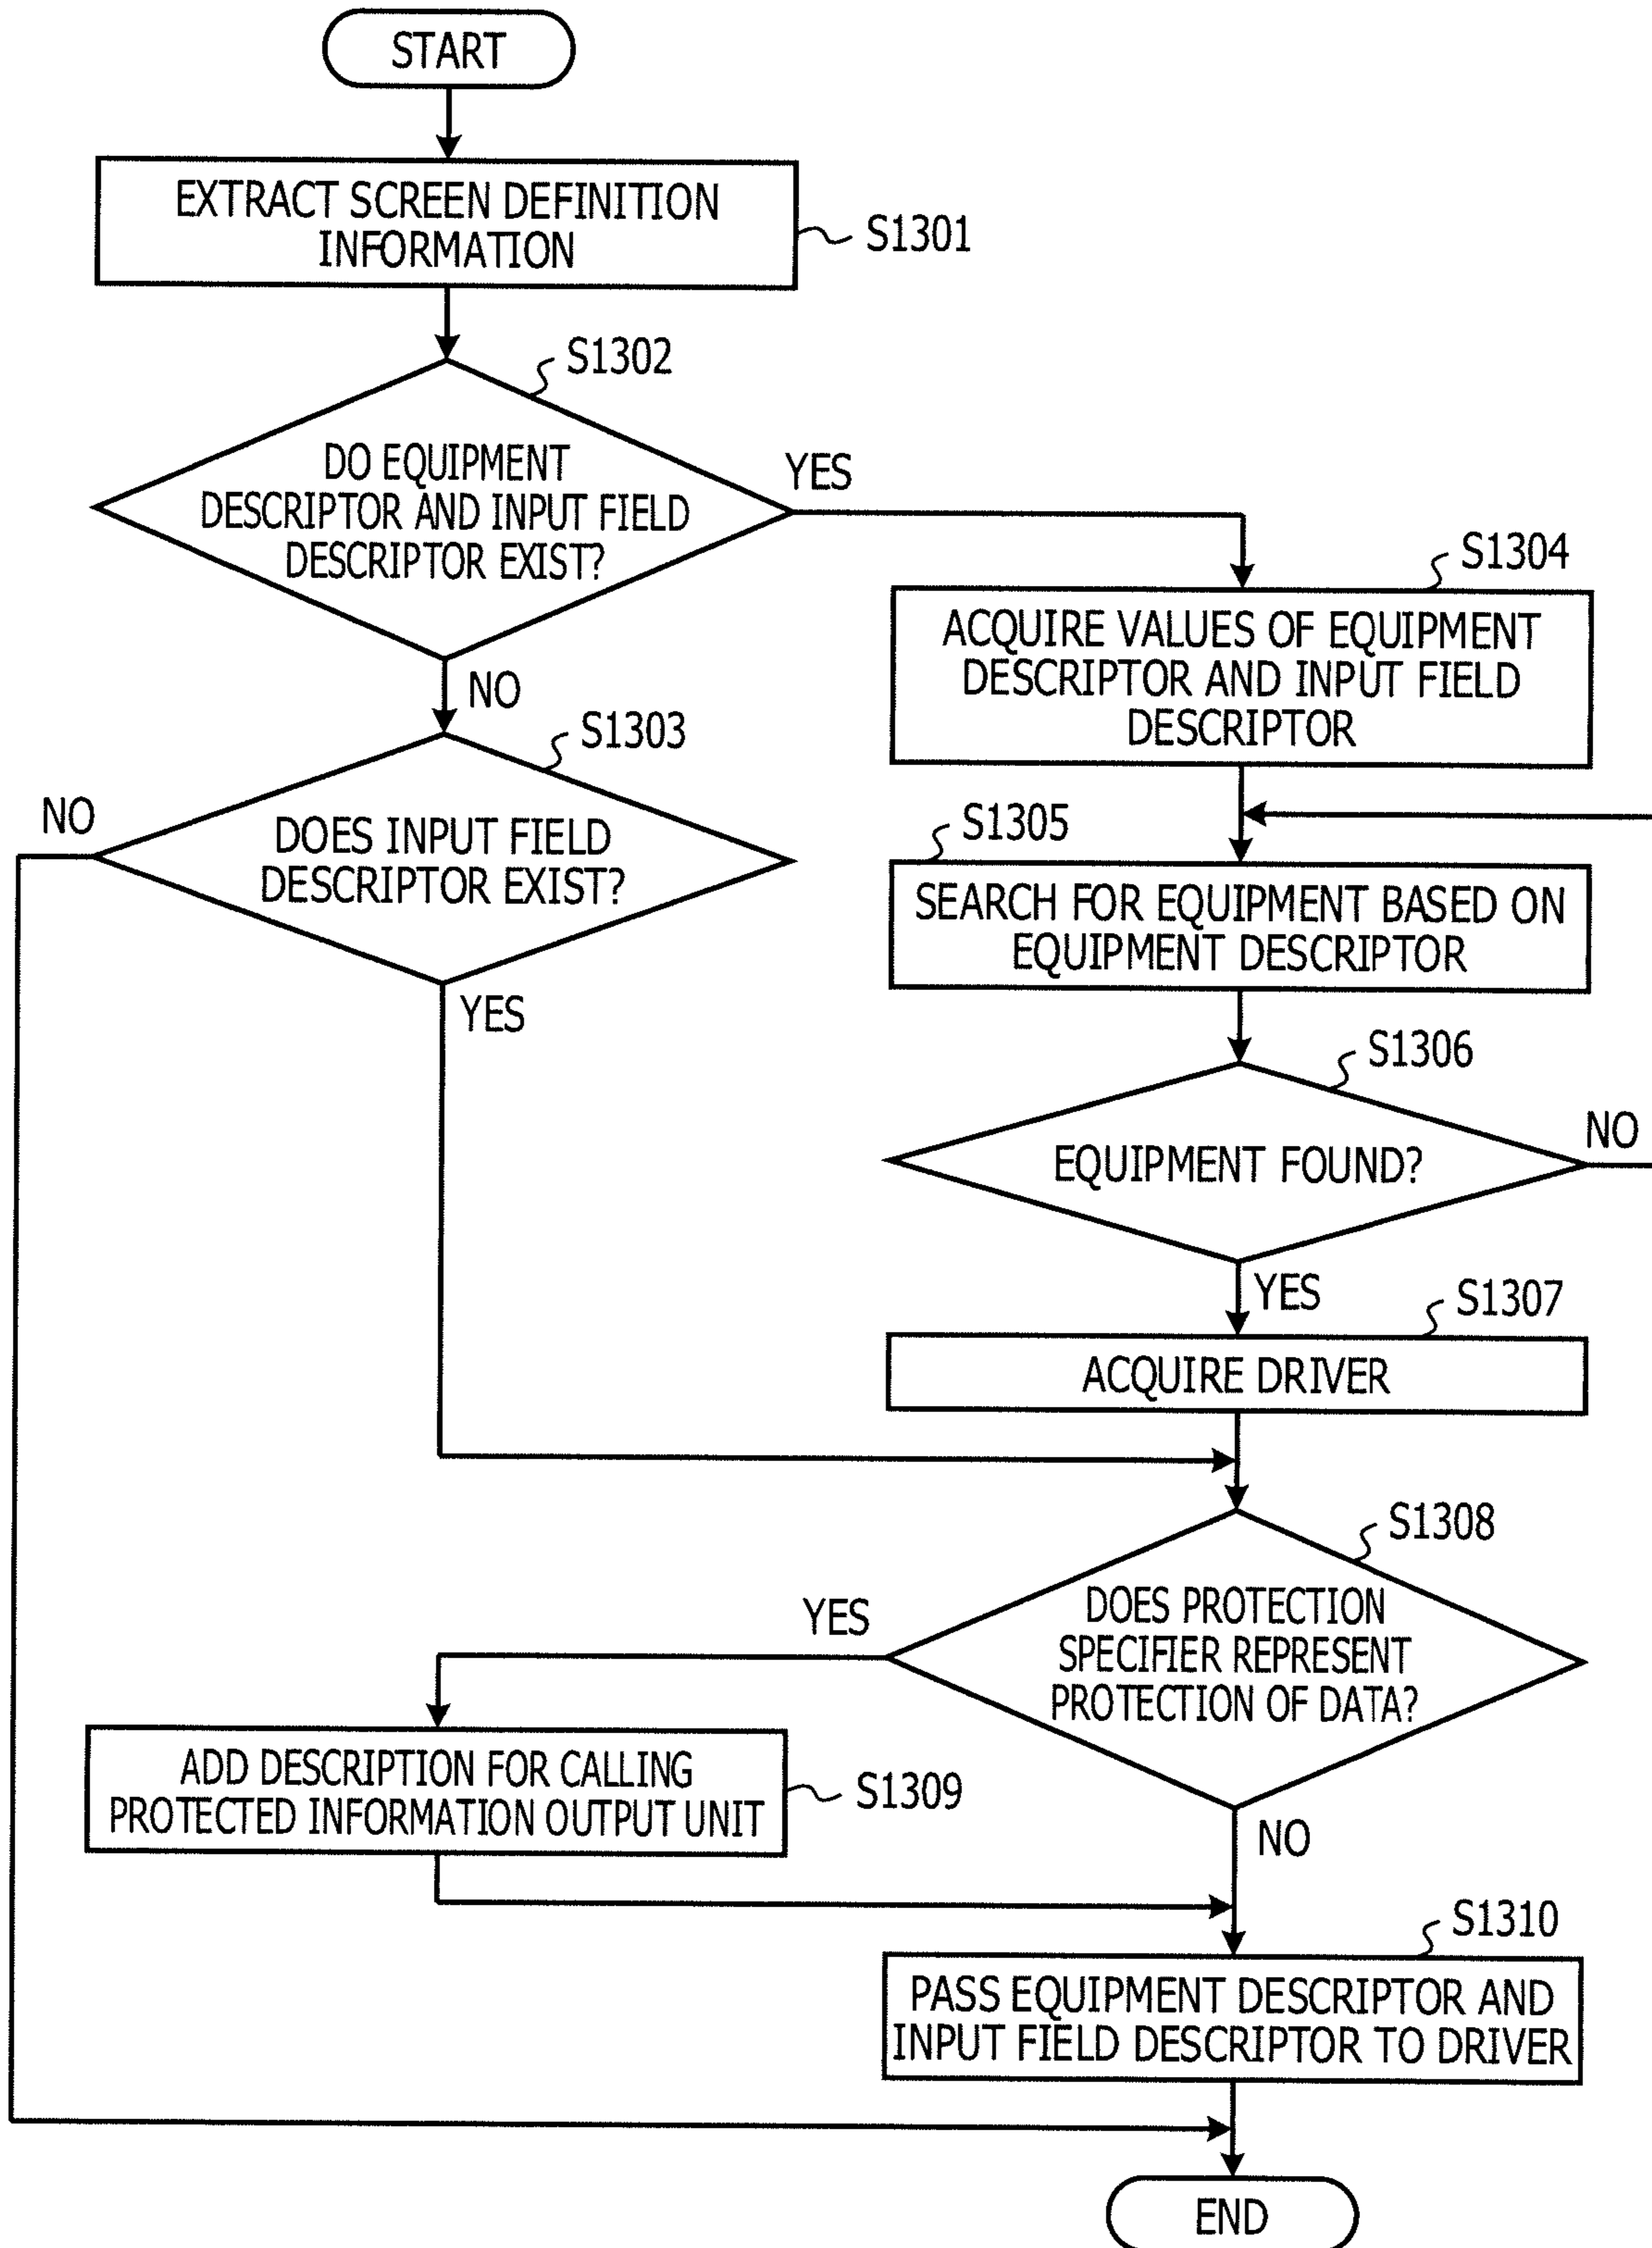 START
EXTRACT SCREEN DEFINITION
INFORMATION
S1301
S1302
DO EQUIPMENT
DESCRIPTOR AND INPUT FIELD
DESCRIPTOR EXIST?
YES
NO
S1303
DOES INPUT FIELD
DESCRIPTOR EXIST?
NO
YES
S1304
ACQUIRE VALUES OF EQUIPMENT
DESCRIPTOR AND INPUT FIELD
DESCRIPTOR
S1305
SEARCH FOR EQUIPMENT BASED ON
EQUIPMENT DESCRIPTOR
S1306
EQUIPMENT FOUND?
NO
YES
S1307
ACQUIRE DRIVER
S1308
DOES PROTECTION
SPECIFIER REPRESENT
PROTECTION OF DATA?
YES
NO
ADD DESCRIPTION FOR CALLING
PROTECTED INFORMATION OUTPUT UNIT
S1309
S1310
PASS EQUIPMENT DESCRIPTOR AND
INPUT FIELD DESCRIPTOR TO DRIVER
END